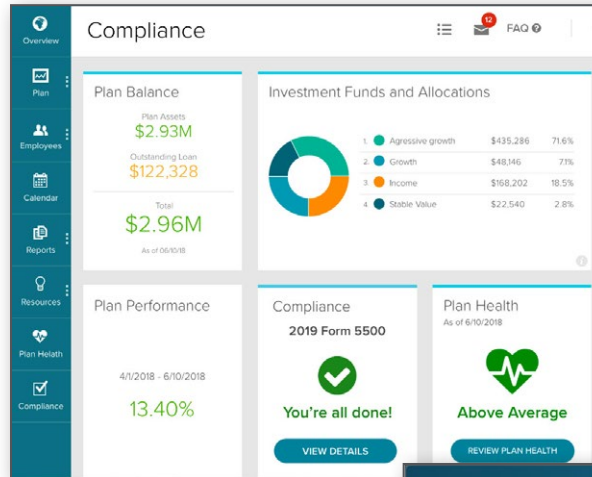 Overview
Plan
Employees
Calendar
Reports
Resources
Plan Helath
Compliance
Compliance
12
FAQ ?
Plan Balance
Plan Assets
$2.93M
Outstanding Loan
$122,328
Total
$2.96M
As of 06/10/18
Investment Funds and Allocations
1. Agressive growth $435,286 71.6%
2. Growth $48,146 7.1%
3. Income $168,202 18.5%
4. Stable Value $22,540 2.8%
i
Plan Performance
4/1/2018 - 6/10/2018
13.40%
Compliance
2019 Form 5500
You're all done!
VIEW DETAILS
Plan Health
As of 6/10/2018
Above Average
REVIEW PLAN HEALTH